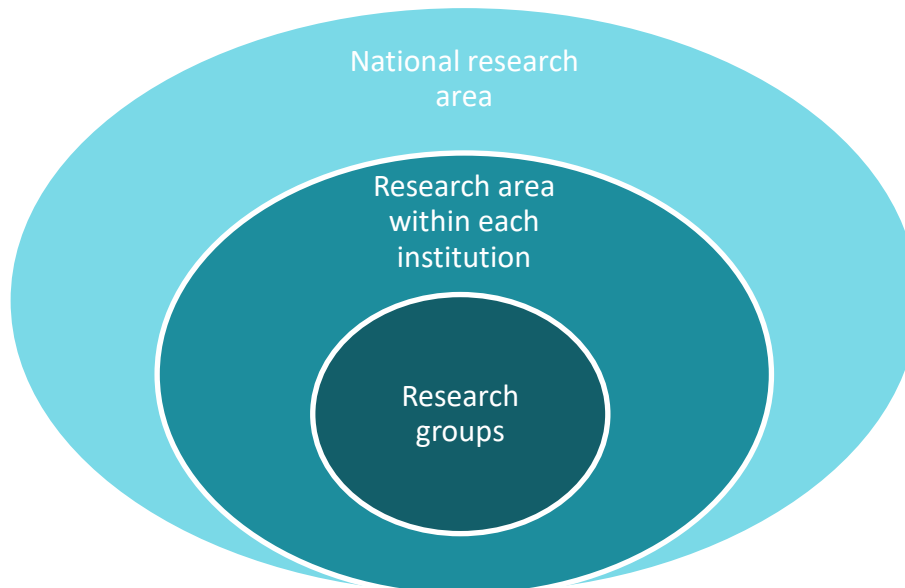 National research
area
Research area
within each
institution
Research
groups